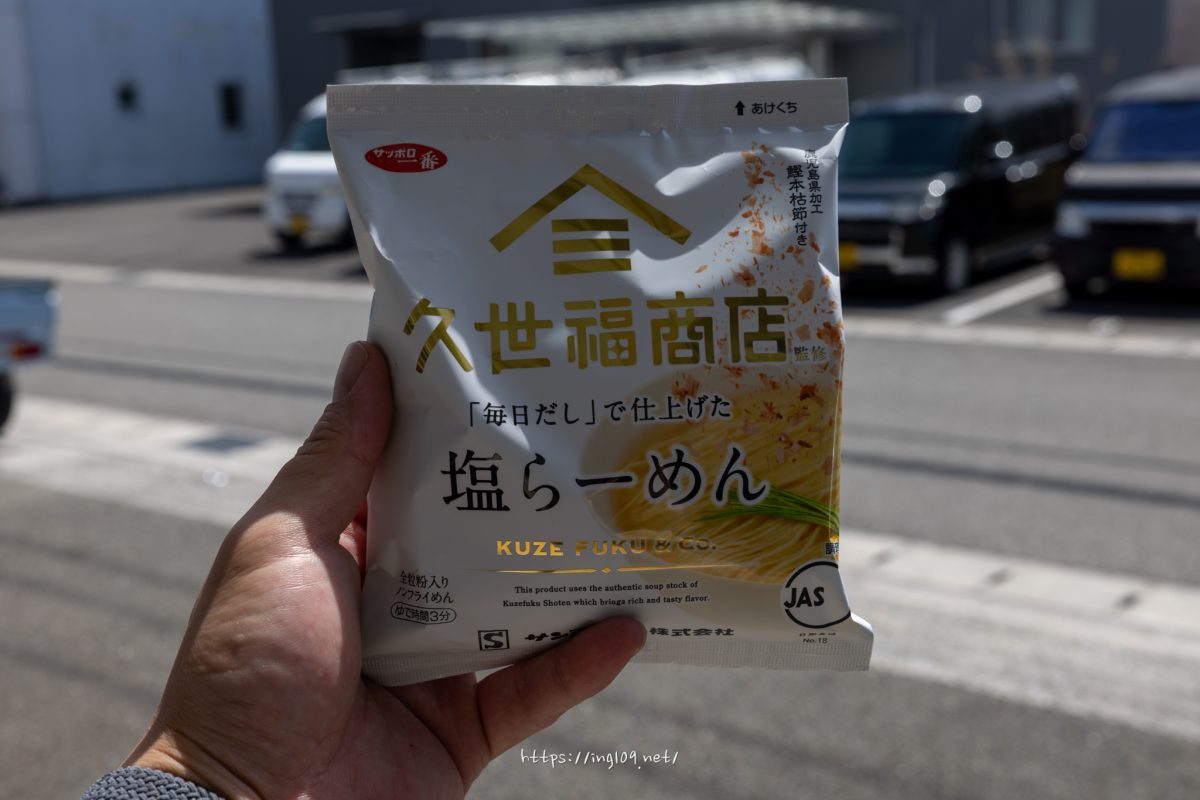 あけくち
サッポロ
一番
鹿児島県加工
鰹本枯節付き
久世福商店
監修
「毎日だし」で仕上げた
塩らーめん
KUZE FUKU & CO.
This product uses the authentic soup stock of
Kuzefuku Shoten which brings rich and tasty flavor.
全粒粉入り
ノンフライめん
ゆで時間3分
JAS
No.18
S
サン
株式会社
https://ing109.net/